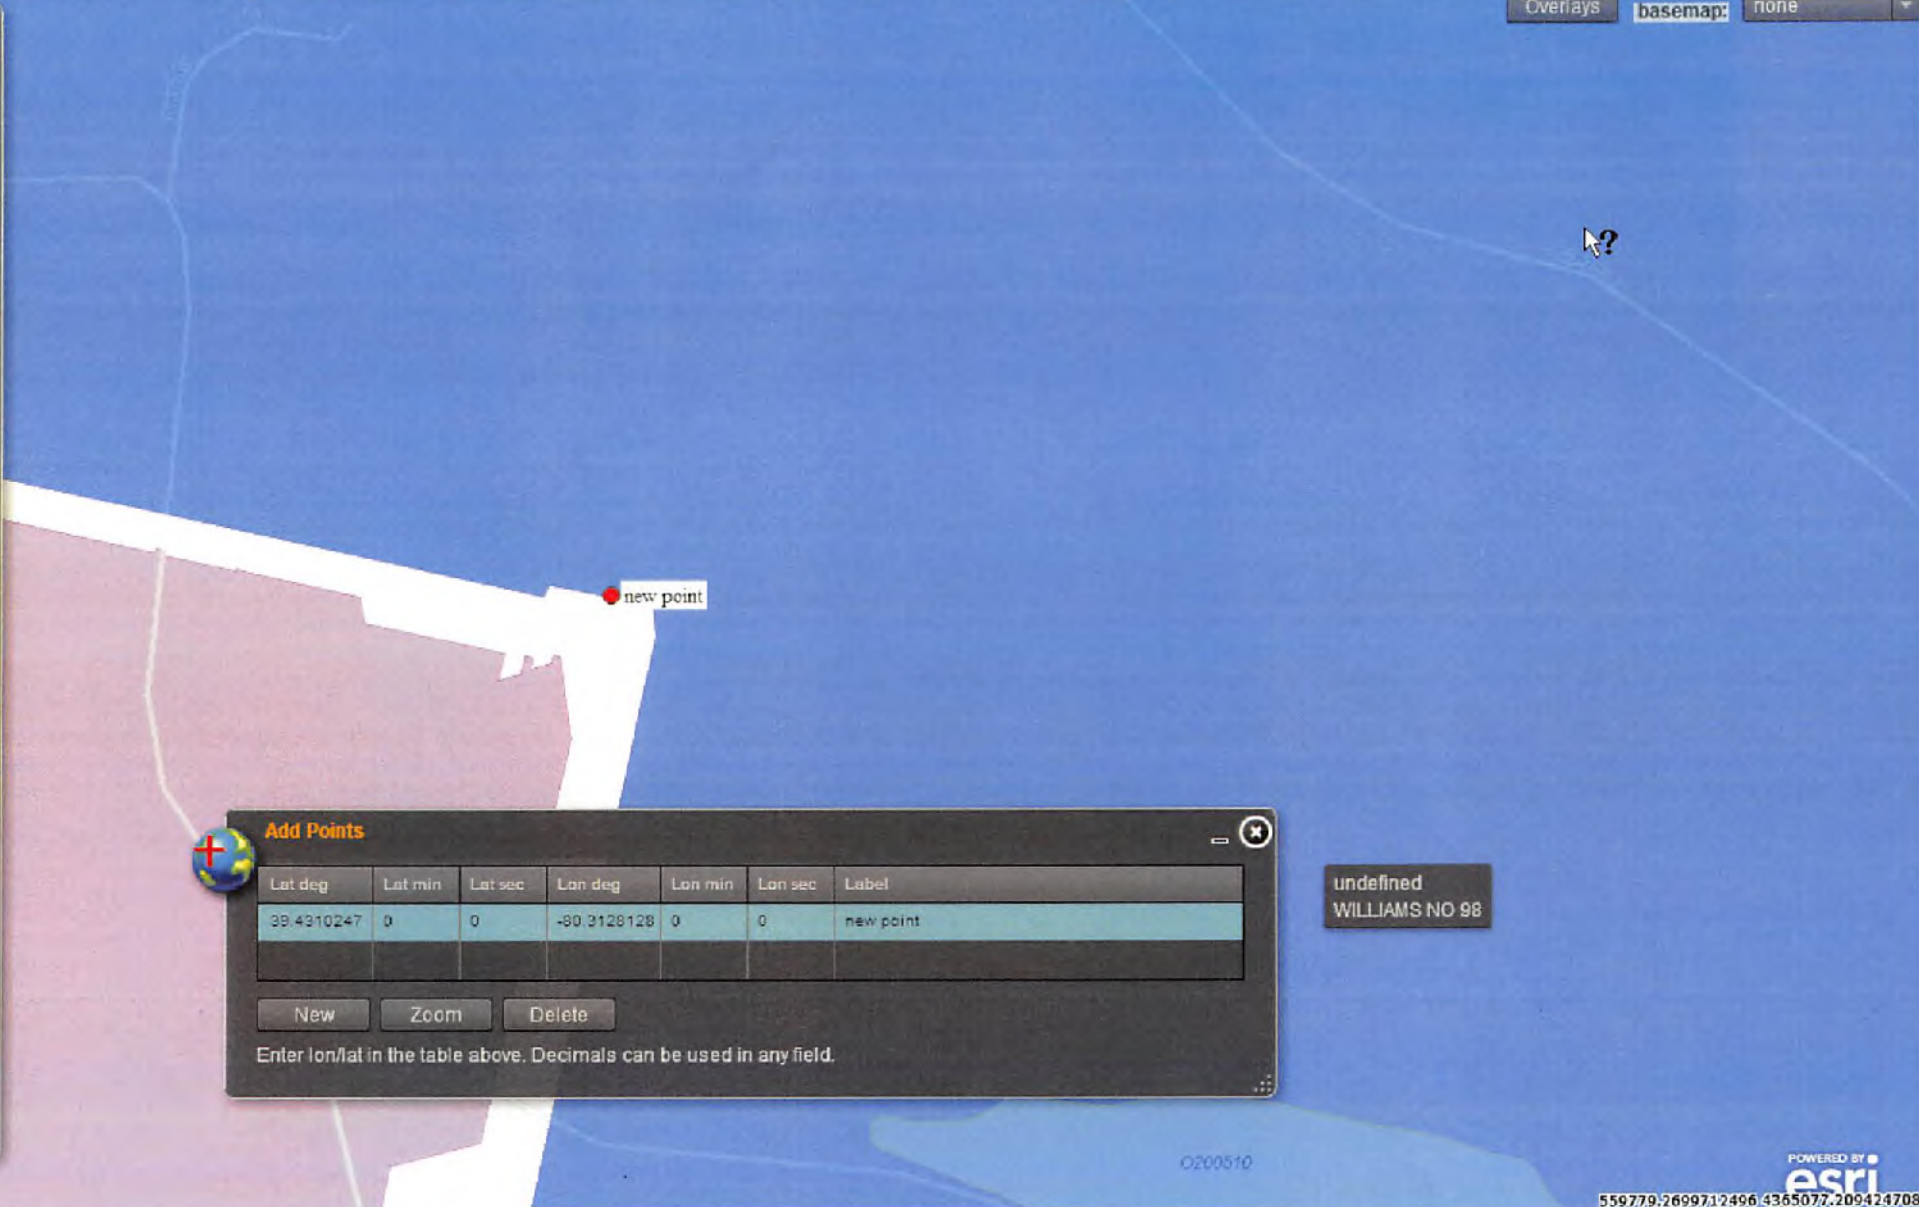 Overlays basemap: none
new point
Add Points
Lat deg Lat min Lat sec Lon deg Lon min Lon sec Label
39.4310247 0 0 -80.3128128 0 0 new point
New Zoom Delete
Enter lon/lat in the table above. Decimals can be used in any field.
undefined
WILLIAMS NO 98
O200510
POWERED BY
esri
559779.2699712496 4365077.209424708